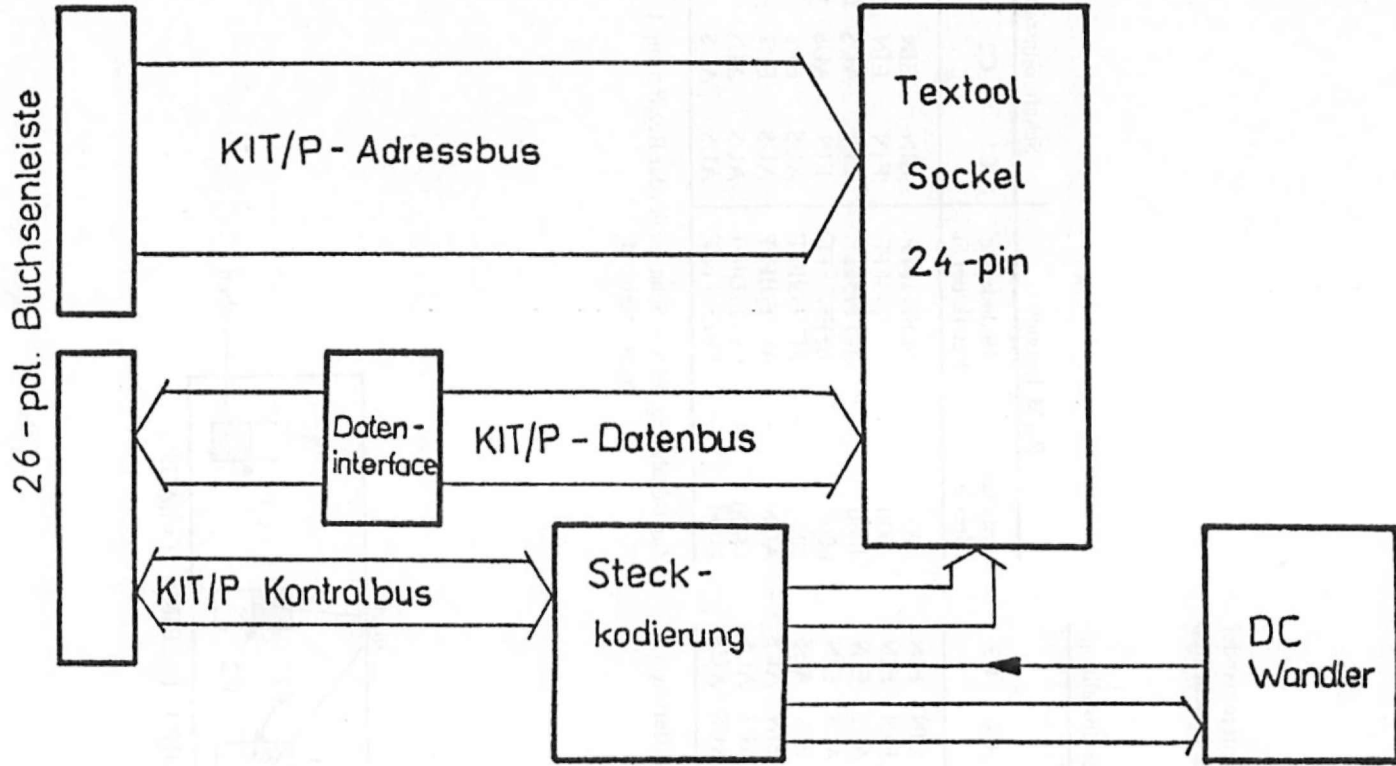 26-pol. Buchsenleiste
KIT/P-Adressbus
Textool
Sockel
24-pin
Daten-
interface
KIT/P-Datenbus
KIT/P Kontrolbus
Steck-
kodierung
DC
Wandler